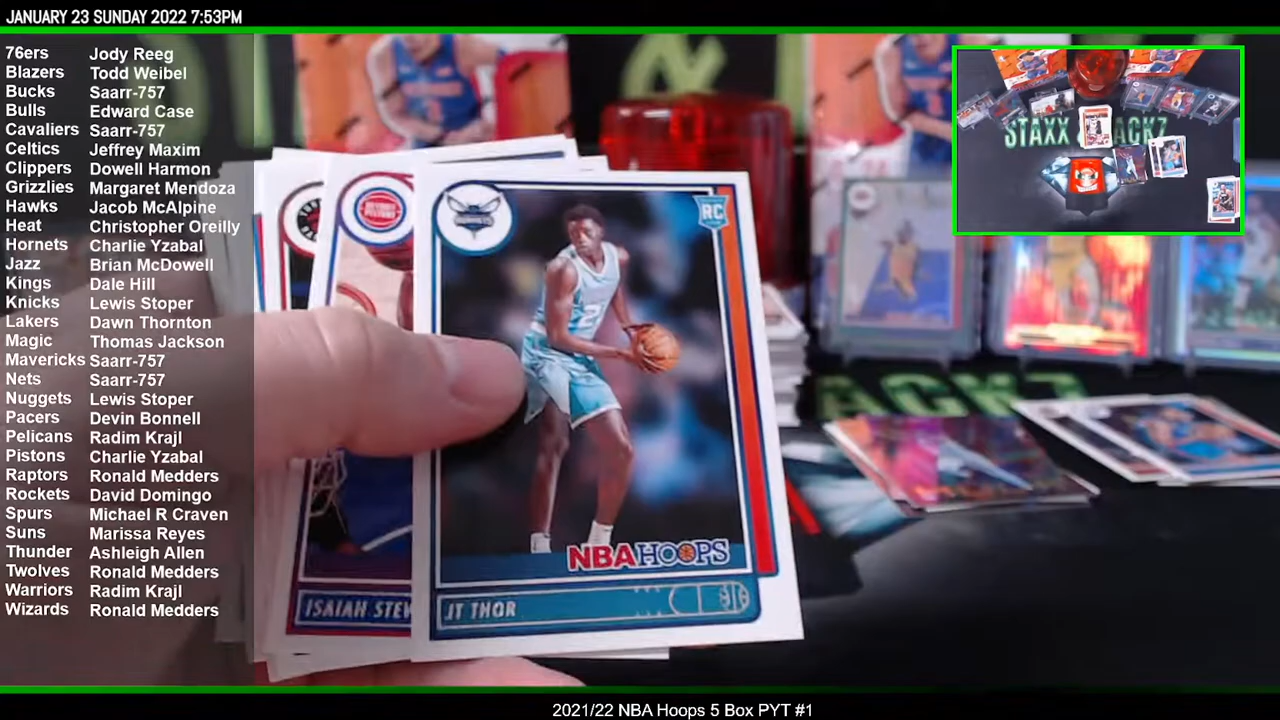 JANUARY 23 SUNDAY 2022 7:53PM
76ers Jody Reeg
Blazers Todd Weibel
Bucks Saarr-757
Bulls Edward Case
Cavaliers Saarr-757
Celtics Jeffrey Maxim
Clippers Dowell Harmon
Grizzlies Margaret Mendoza
Hawks Jacob McAlpine
Heat Christopher Oreilly
Hornets Charlie Yzabal
Jazz Brian McDowell
Kings Dale Hill
Knicks Lewis Stoper
Lakers Dawn Thornton
Magic Thomas Jackson
Mavericks Saarr-757
Nets Saarr-757
Nuggets Lewis Stoper
Pacers Devin Bonnell
Pelicans Radim Krajl
Pistons Charlie Yzabal
Raptors Ronald Medders
Rockets David Domingo
Spurs Michael R Craven
Suns Marissa Reyes
Thunder Ashleigh Allen
Twolves Ronald Medders
Warriors Radim Krajl
Wizards Ronald Medders
STAXX
RC
2
NBA HOOPS
ISAIAH STEW
JT THOR
2021/22 NBA Hoops 5 Box PYT #1